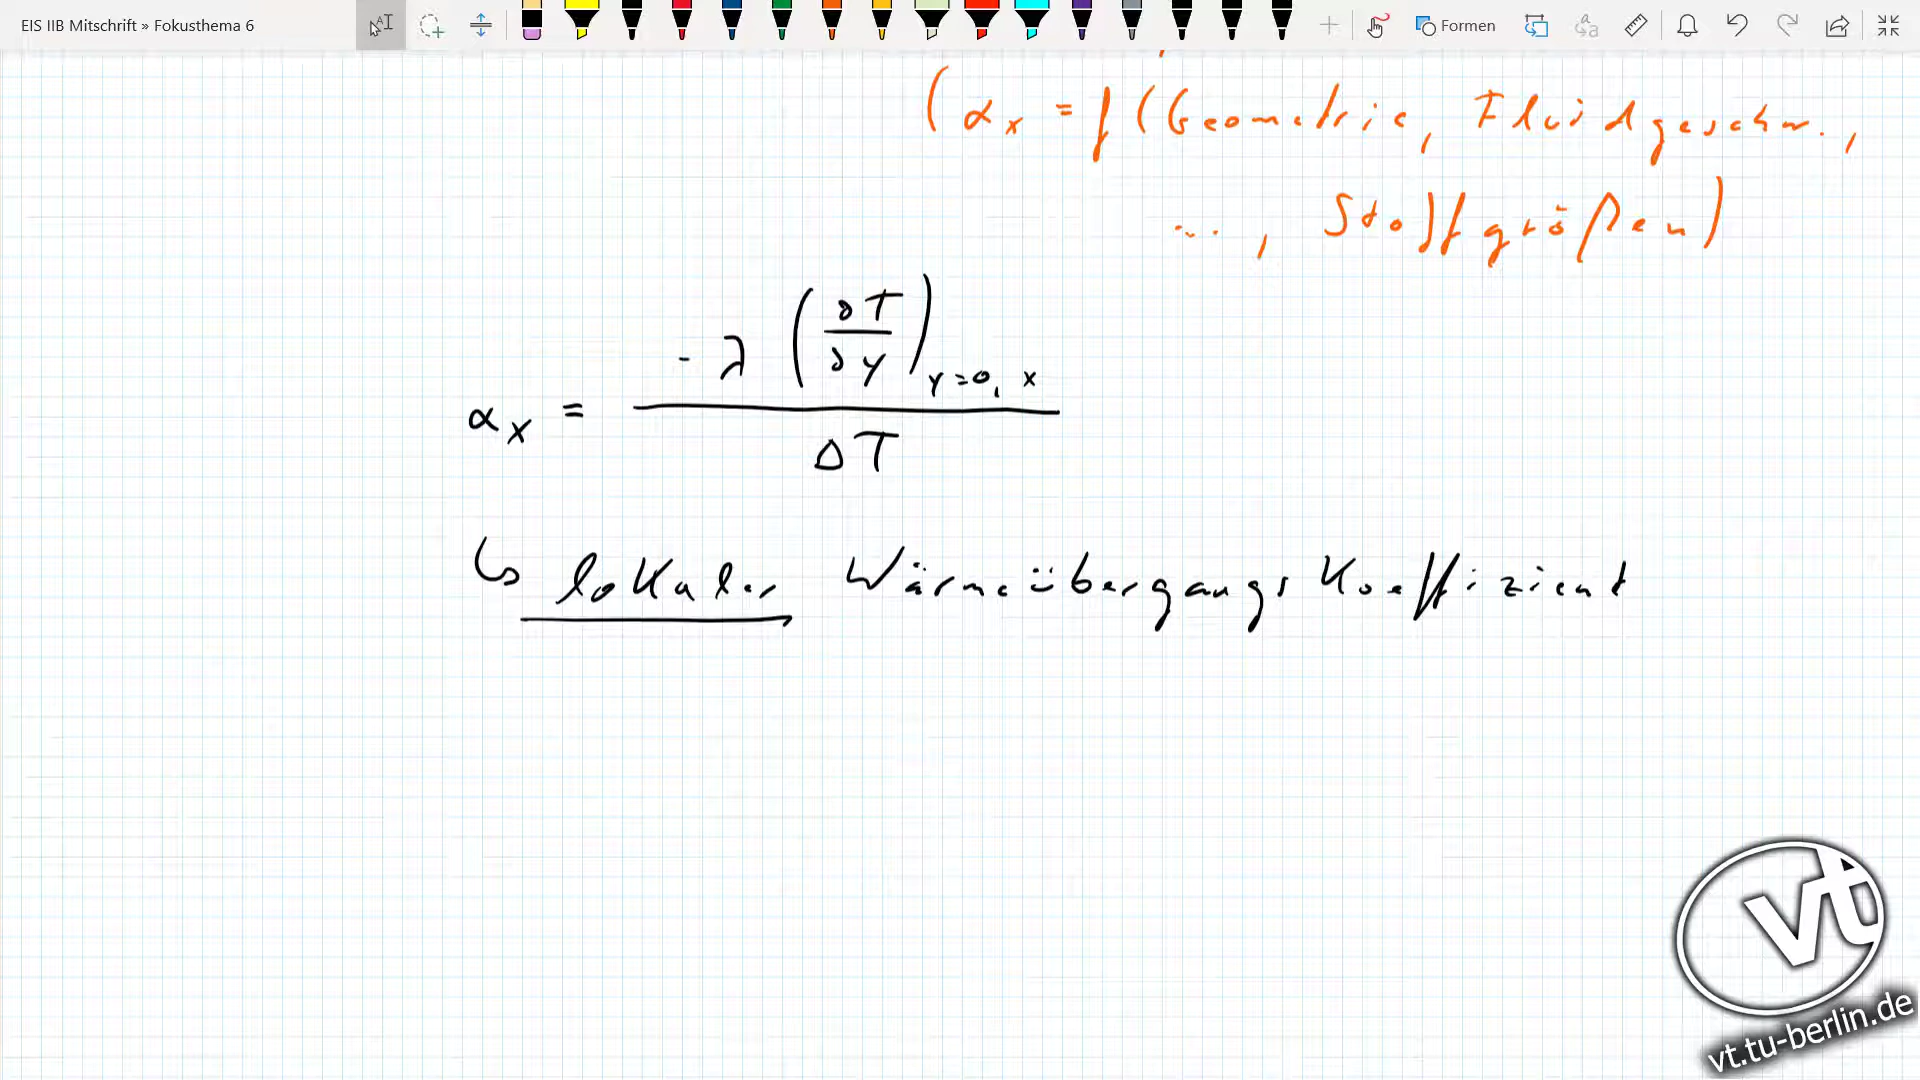 EIS IIB Mitschrift » Fokusthema 6
Formen
(αx = f (Geometrie, Fluidgeschw.,
..., Stoffgrößen)
αx = -λ (∂T/∂y)y=0, x / ΔT
↳ lokaler Wärmeübergangskoeffizient
vt
vt.tu-berlin.de